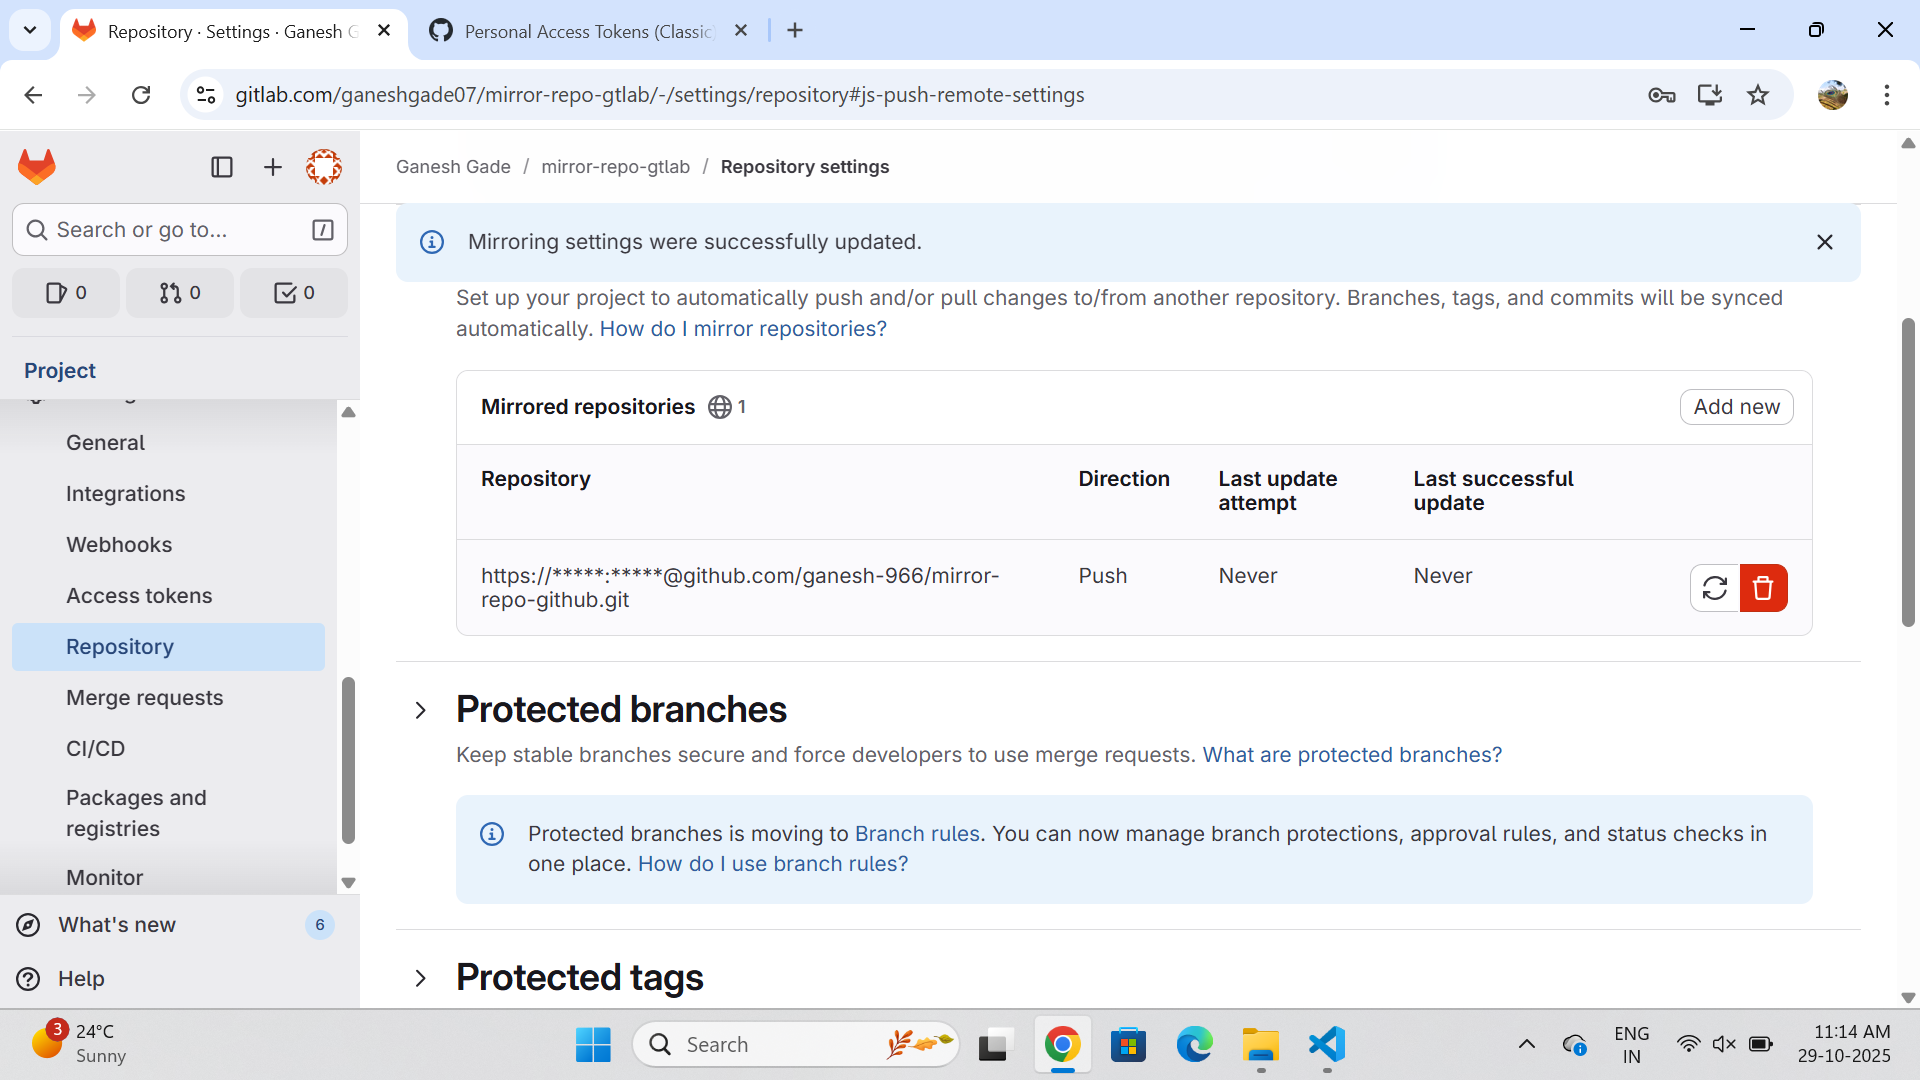 Repository · Settings · Ganesh G
Personal Access Tokens (Classic)
gitlab.com/ganeshgade07/mirror-repo-gtlab/-/settings/repository#js-push-remote-settings
Ganesh Gade / mirror-repo-gtlab / Repository settings
Search or go to...
/
0
0
0
Project
General
Integrations
Webhooks
Access tokens
Repository
Merge requests
CI/CD
Packages and
registries
Monitor
What's new
6
Help
Mirroring settings were successfully updated.
Set up your project to automatically push and/or pull changes to/from another repository. Branches, tags, and commits will be synced
automatically. How do I mirror repositories?
Mirrored repositories 1
Add new
Repository
Direction
Last update
attempt
Last successful
update
https://*****:*****@github.com/ganesh-966/mirror-
repo-github.git
Push
Never
Never
Protected branches
Keep stable branches secure and force developers to use merge requests. What are protected branches?
Protected branches is moving to Branch rules. You can now manage branch protections, approval rules, and status checks in
one place. How do I use branch rules?
Protected tags
3
24°C
Sunny
Search
ENG
IN
11:14 AM
29-10-2025